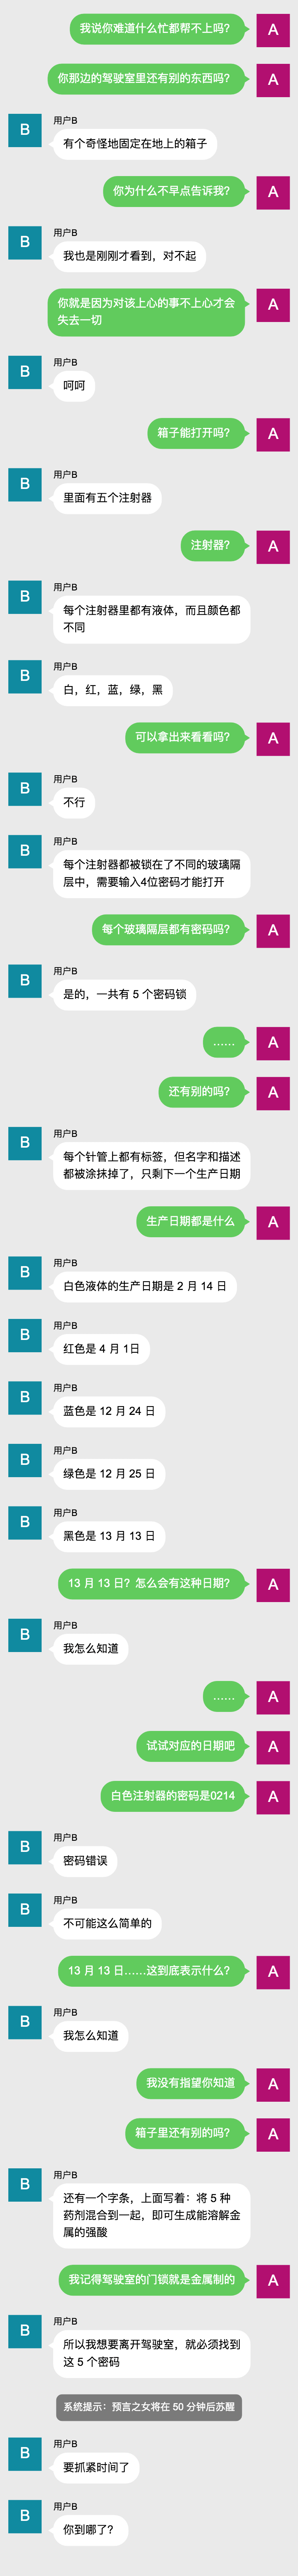 我说你难道什么忙都帮不上吗？
A
你那边的驾驶室里还有别的东西吗？
A
用户B
B
有个奇怪地固定在地上的箱子
你为什么不早点告诉我？
A
用户B
B
我也是刚刚才看到，对不起
你就是因为对该上心的事不上心才会
失去一切
A
用户B
B
呵呵
箱子能打开吗？
A
用户B
B
里面有五个注射器
注射器？
A
用户B
B
每个注射器里都有液体，而且颜色都
不同
用户B
B
白，红，蓝，绿，黑
可以拿出来看看吗？
A
用户B
B
不行
用户B
B
每个注射器都被锁在了不同的玻璃隔
层中，需要输入4位密码才能打开
每个玻璃隔层都有密码吗？
A
用户B
B
是的，一共有 5 个密码锁
……
A
还有别的吗？
A
用户B
B
每个针管上都有标签，但名字和描述
都被涂抹掉了，只剩下一个生产日期
生产日期都是什么
A
用户B
B
白色液体的生产日期是 2 月 14 日
用户B
B
红色是 4 月 1日
用户B
B
蓝色是 12 月 24 日
用户B
B
绿色是 12 月 25 日
用户B
B
黑色是 13 月 13 日
13 月 13 日？怎么会有这种日期？
A
用户B
B
我怎么知道
……
A
试试对应的日期吧
A
白色注射器的密码是0214
A
用户B
B
密码错误
用户B
B
不可能这么简单的
13 月 13 日……这到底表示什么？
A
用户B
B
我怎么知道
我没有指望你知道
A
箱子里还有别的吗？
A
用户B
B
还有一个字条，上面写着：将 5 种
药剂混合到一起，即可生成能溶解金
属的强酸
我记得驾驶室的门锁就是金属制的
A
用户B
B
所以我想要离开驾驶室，就必须找到
这 5 个密码
系统提示：预言之女将在 50 分钟后苏醒
用户B
B
要抓紧时间了
用户B
B
你到哪了？